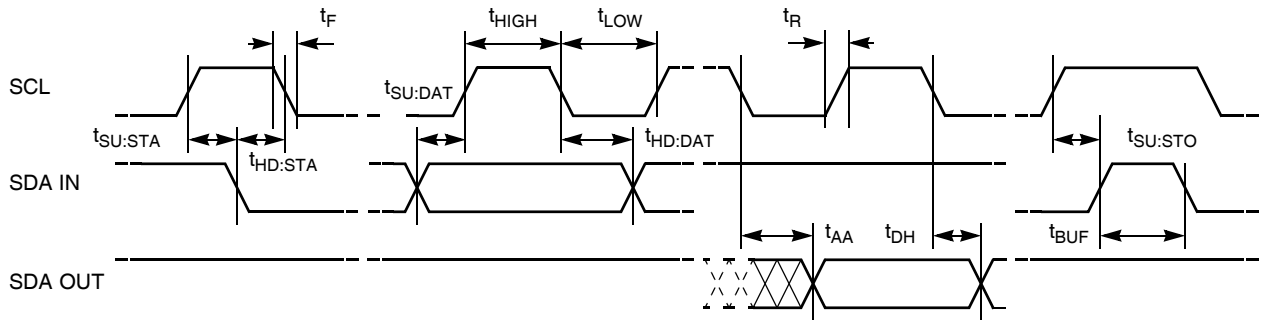 tF
tHIGH
tLOW
tR
SCL
tSU:DAT
tSU:STA
tHD:STA
tHD:DAT
tSU:STO
SDA IN
tAA
tDH
tBUF
SDA OUT